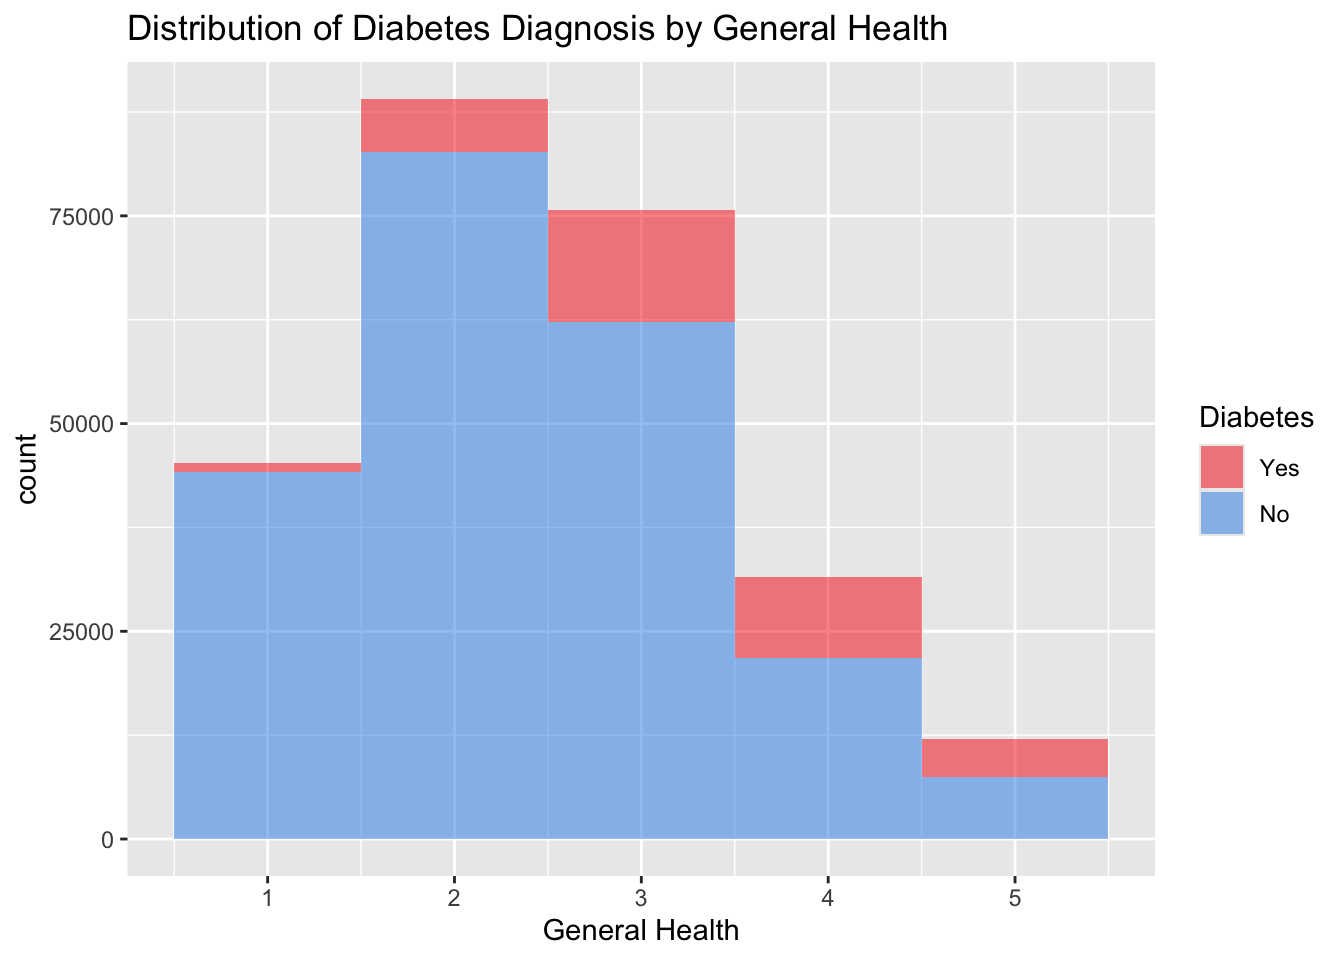 Distribution of Diabetes Diagnosis by General Health
count
75000
50000
25000
0
1 2 3 4 5
General Health
Diabetes
Yes
No